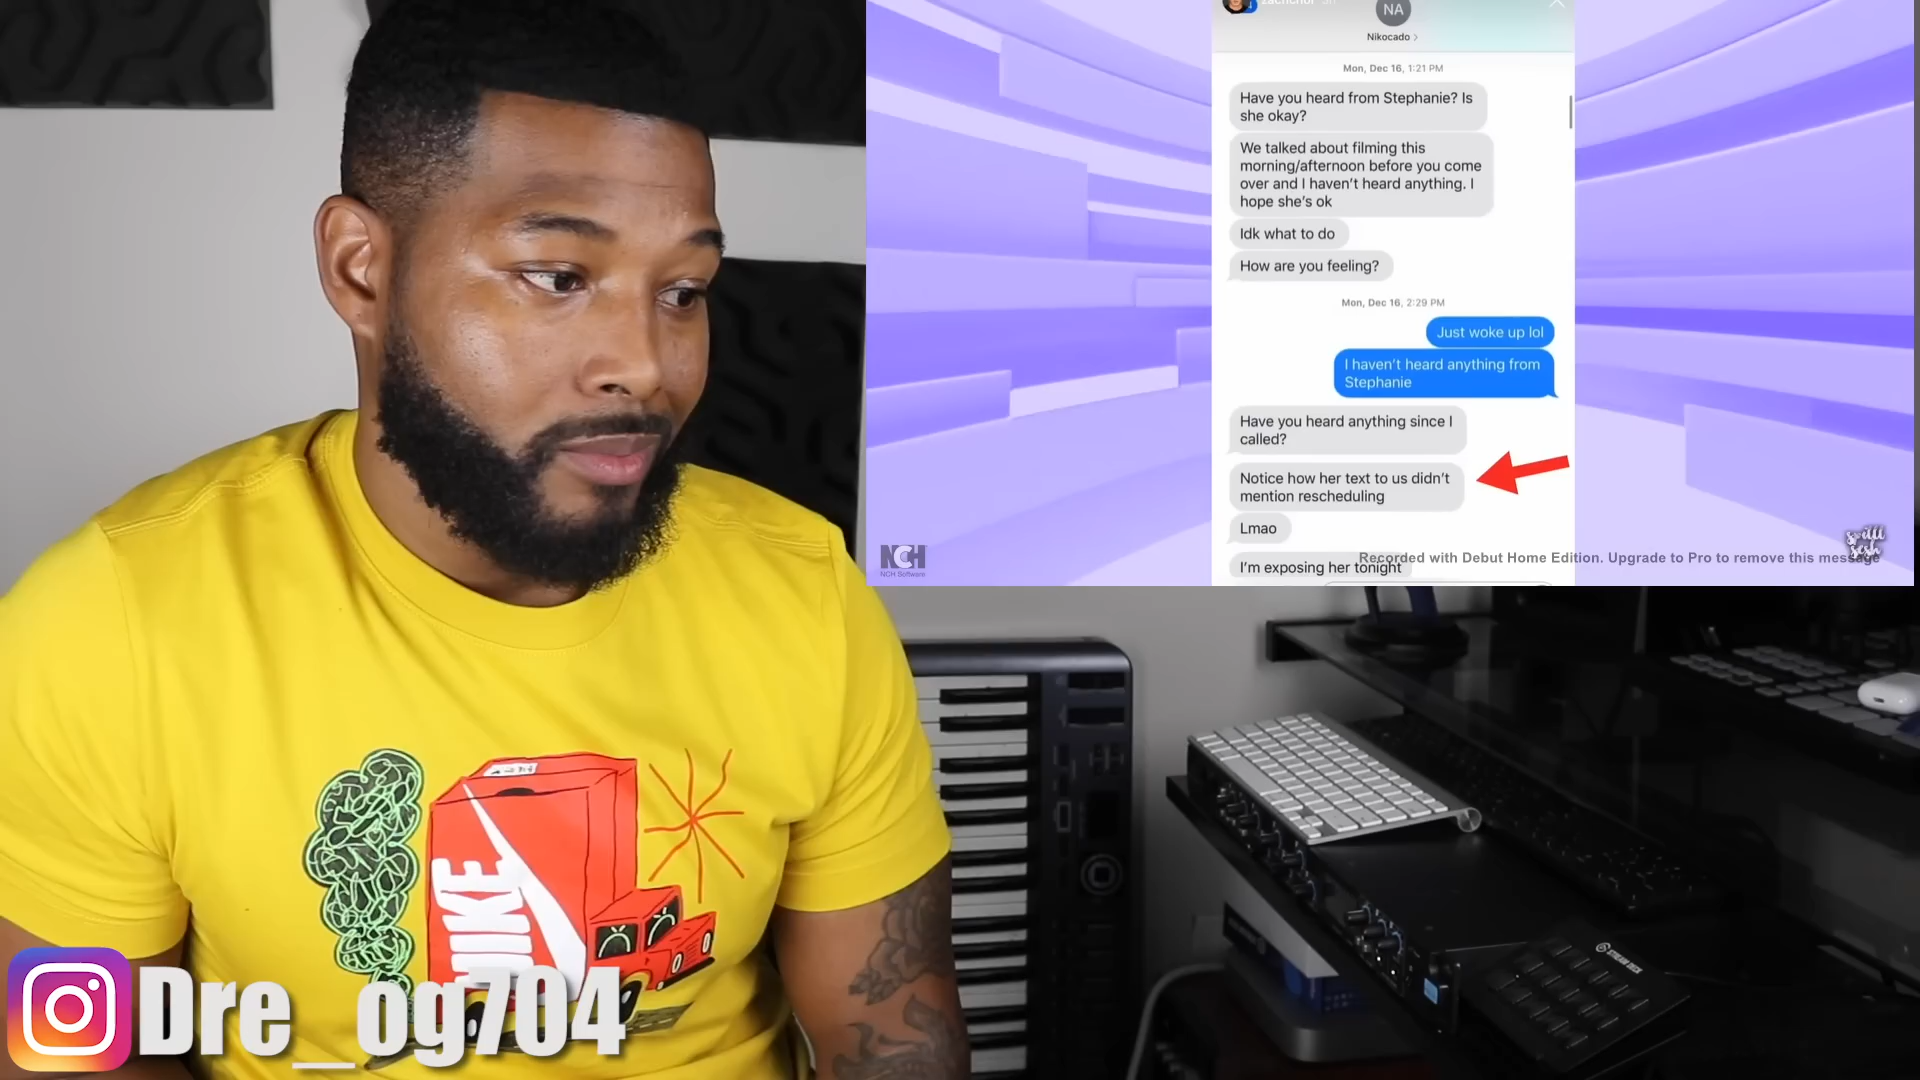 NA
Nikocado >
Mon, Dec 16, 1:21 PM
Have you heard from Stephanie? Is
she okay?
We talked about filming this
morning/afternoon before you come
over and I haven't heard anything. I
hope she's ok
Idk what to do
How are you feeling?
Mon, Dec 16, 2:29 PM
Just woke up lol
I haven't heard anything from
Stephanie
Have you heard anything since I
called?
Notice how her text to us didn't
mention rescheduling
Lmao
I'm exposing her tonight
Recorded with Debut Home Edition. Upgrade to Pro to remove this message
spill
sesh
NCH
NCH Software
NIKE
STREAM DECK
Dre_og704